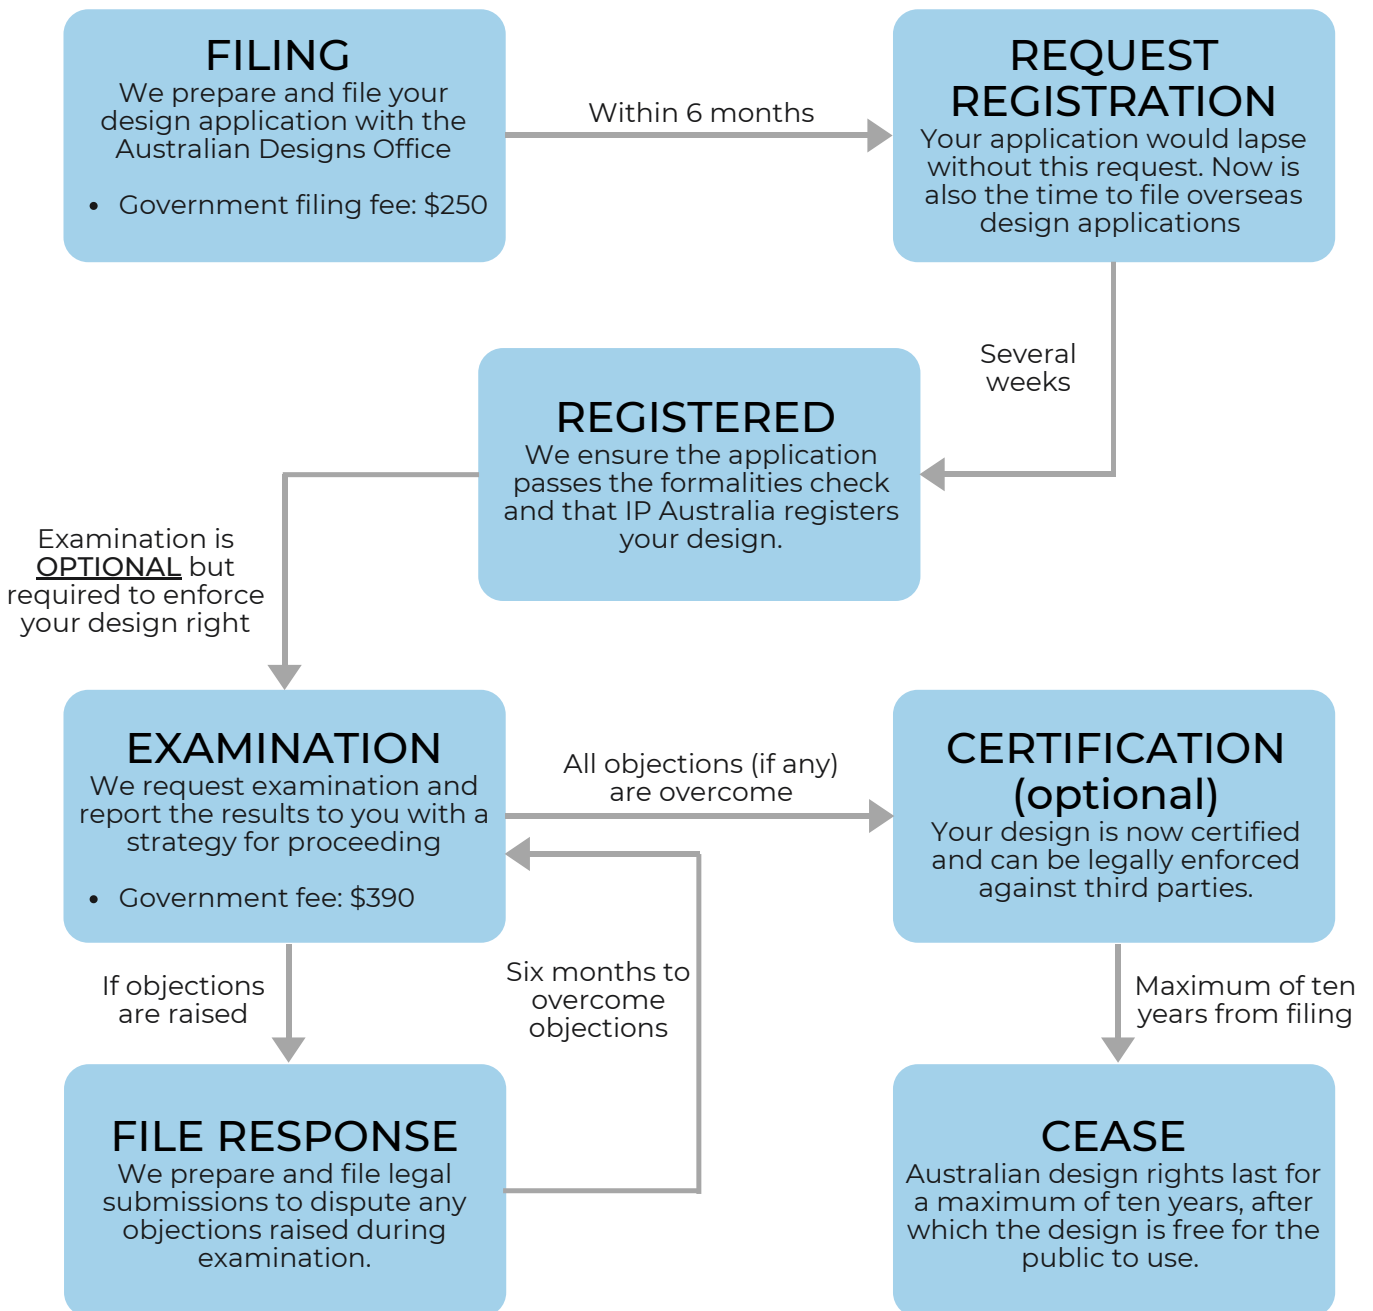 FILING
We prepare and file your
design application with the
Australian Designs Office
• Government filing fee: $250
Within 6 months
REQUEST
REGISTRATION
Your application would lapse
without this request. Now is
also the time to file overseas
design applications
Several
weeks
REGISTERED
We ensure the application
passes the formalities check
and that IP Australia registers
your design.
Examination is
OPTIONAL but
required to enforce
your design right
EXAMINATION
We request examination and
report the results to you with a
strategy for proceeding
• Government fee: $390
All objections (if any)
are overcome
CERTIFICATION
(optional)
Your design is now certified
and can be legally enforced
against third parties.
If objections
are raised
Six months to
overcome
objections
Maximum of ten
years from filing
FILE RESPONSE
We prepare and file legal
submissions to dispute any
objections raised during
examination.
CEASE
Australian design rights last for
a maximum of ten years, after
which the design is free for the
public to use.